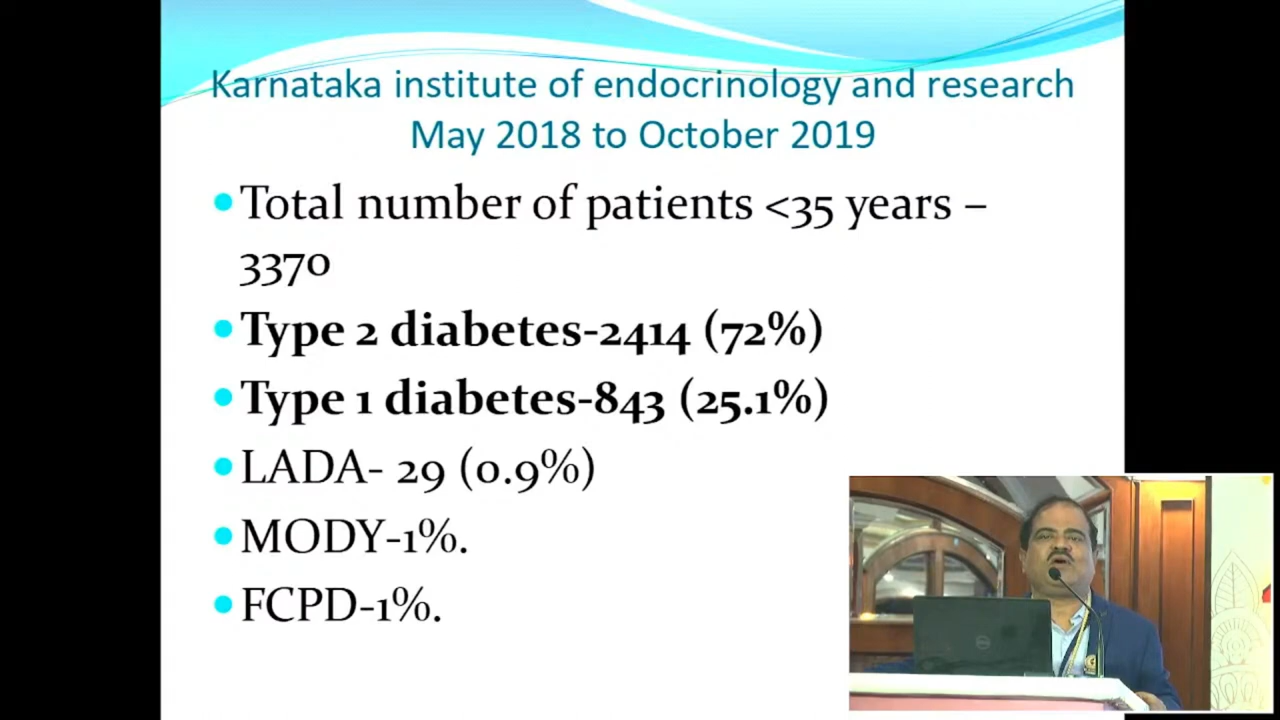 Karnataka institute of endocrinology and research
May 2018 to October 2019
Total number of patients <35 years –
3370
Type 2 diabetes-2414 (72%)
Type 1 diabetes-843 (25.1%)
LADA- 29 (0.9%)
MODY-1%.
FCPD-1%.